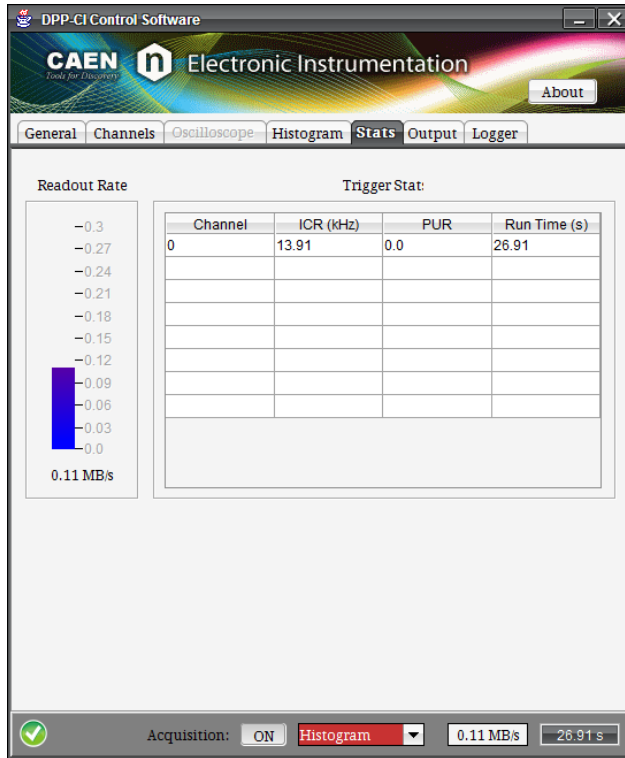 DPP-CI Control Software
CAEN n Electronic Instrumentation
Tools for Discovery
About
General Channels Oscilloscope Histogram Stats Output Logger
Readout Rate
Trigger Stat:
0.3
0.27
0.24
0.21
0.18
0.15
0.12
0.09
0.06
0.03
0.0
0.11 MB/s
Channel ICR (kHz) PUR Run Time (s)
0 13.91 0.0 26.91
Acquisition: ON Histogram 0.11 MB/s 26.91 s